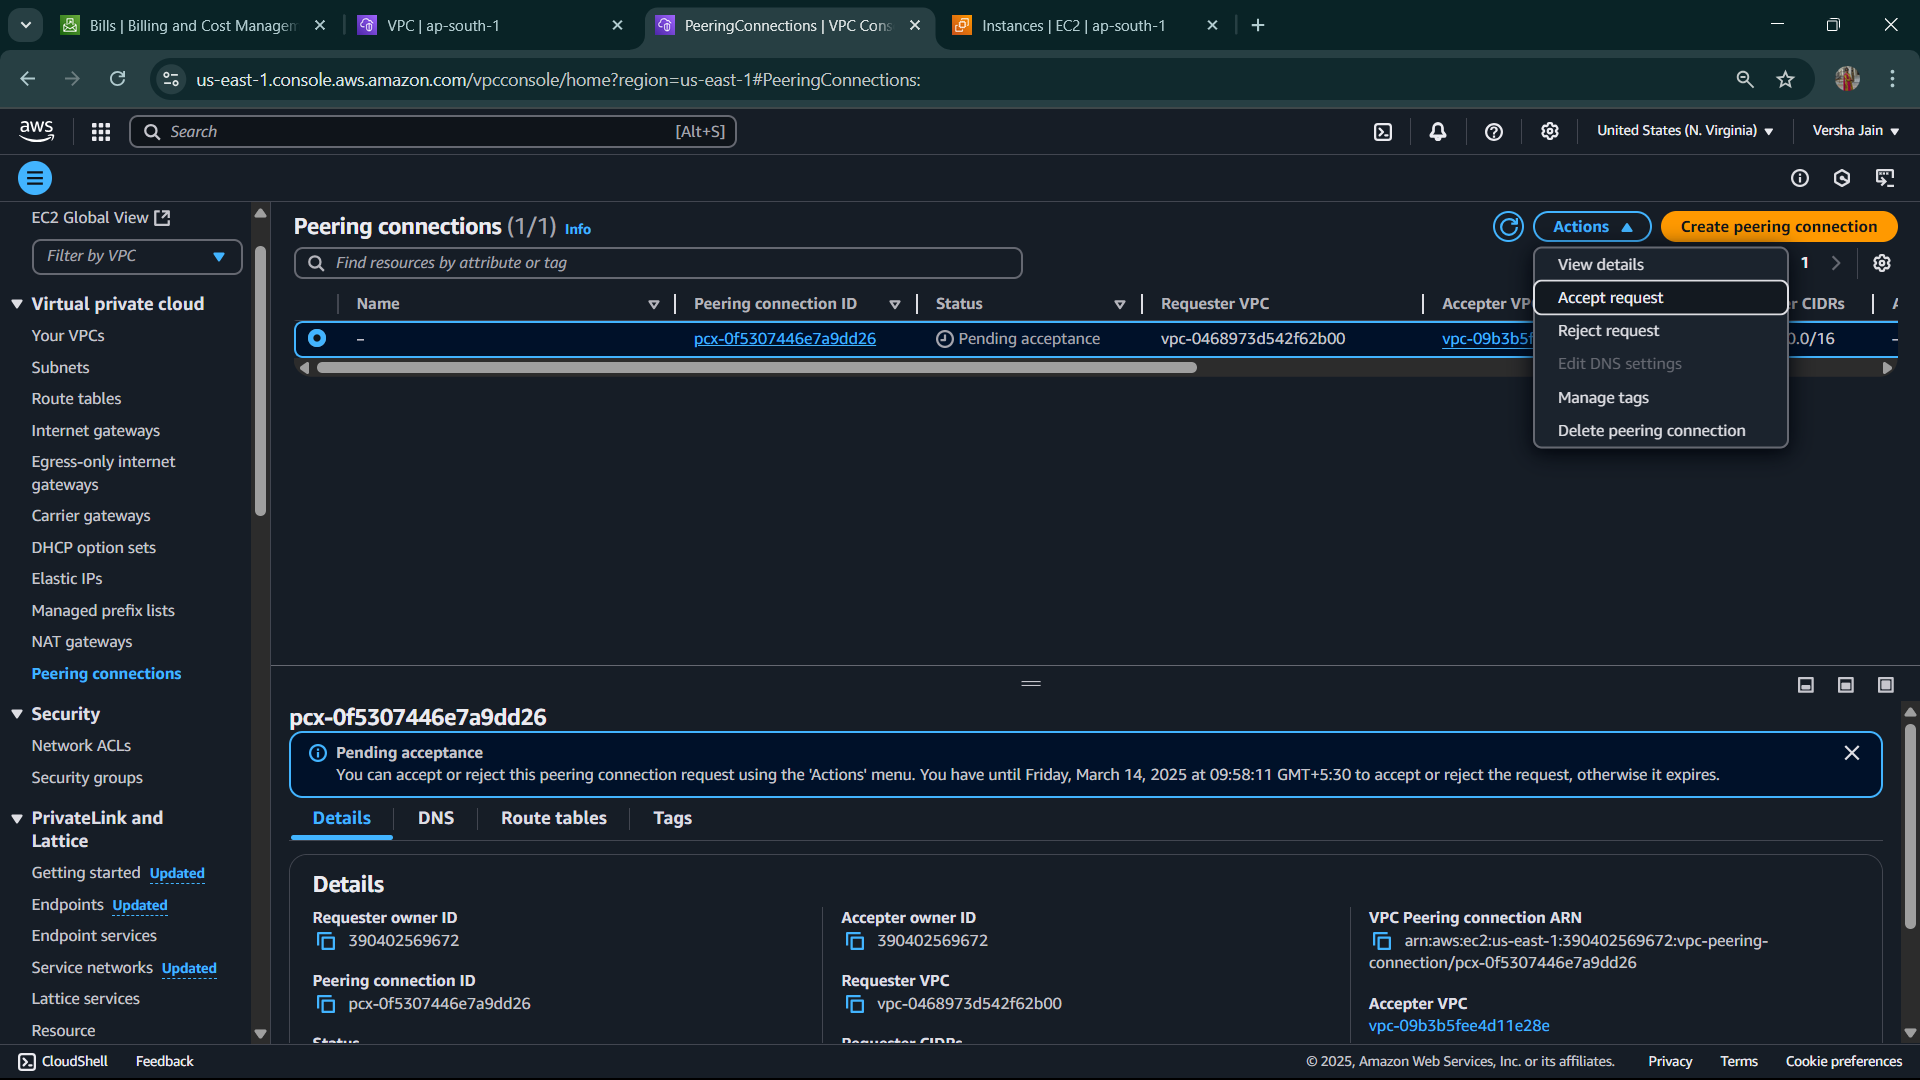 Bills | Billing and Cost Managem
VPC | ap-south-1
PeeringConnections | VPC Cons
Instances | EC2 | ap-south-1
us-east-1.console.aws.amazon.com/vpcconsole/home?region=us-east-1#PeeringConnections:
aws
Search
[Alt+S]
United States (N. Virginia)
Versha Jain
EC2 Global View
Filter by VPC
Virtual private cloud
Your VPCs
Subnets
Route tables
Internet gateways
Egress-only internet
gateways
Carrier gateways
DHCP option sets
Elastic IPs
Managed prefix lists
NAT gateways
Peering connections
Security
Network ACLs
Security groups
PrivateLink and
Lattice
Getting started Updated
Endpoints Updated
Endpoint services
Service networks Updated
Lattice services
Resource
Peering connections (1/1) Info
Actions
Create peering connection
Find resources by attribute or tag
1
View details
Accept request
Reject request
Edit DNS settings
Manage tags
Delete peering connection
Name
Peering connection ID
Status
Requester VPC
Accepter VP
r CIDRs
–
pcx-0f5307446e7a9dd26
Pending acceptance
vpc-0468973d542f62b00
vpc-09b3b5f
0.0/16
–
pcx-0f5307446e7a9dd26
Pending acceptance
You can accept or reject this peering connection request using the 'Actions' menu. You have until Friday, March 14, 2025 at 09:58:11 GMT+5:30 to accept or reject the request, otherwise it expires.
Details
DNS
Route tables
Tags
Details
Requester owner ID
390402569672
Peering connection ID
pcx-0f5307446e7a9dd26
Status
Accepter owner ID
390402569672
Requester VPC
vpc-0468973d542f62b00
Requester CIDRs
VPC Peering connection ARN
arn:aws:ec2:us-east-1:390402569672:vpc-peering-
connection/pcx-0f5307446e7a9dd26
Accepter VPC
vpc-09b3b5fee4d11e28e
CloudShell
Feedback
© 2025, Amazon Web Services, Inc. or its affiliates.
Privacy
Terms
Cookie preferences